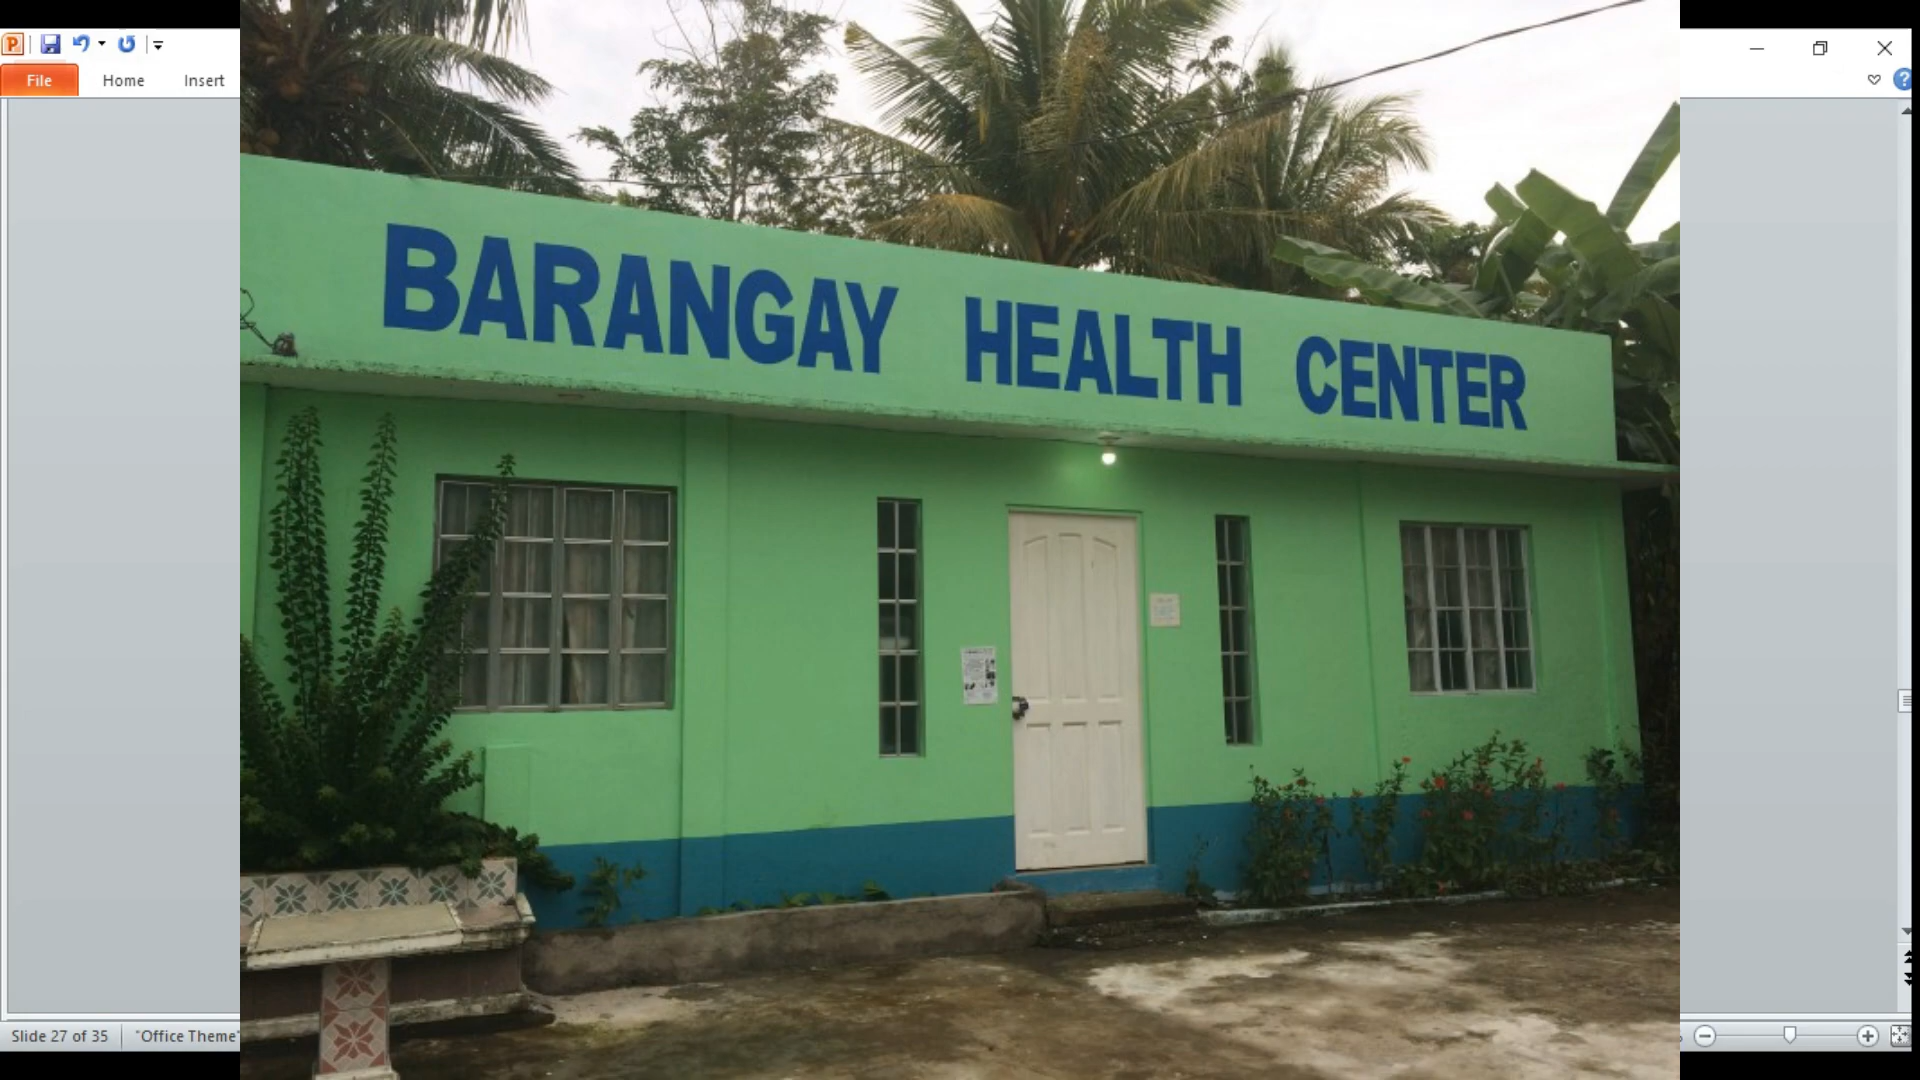 File Home Insert
BARANGAY HEALTH CENTER
Slide 27 of 35 "Office Theme"